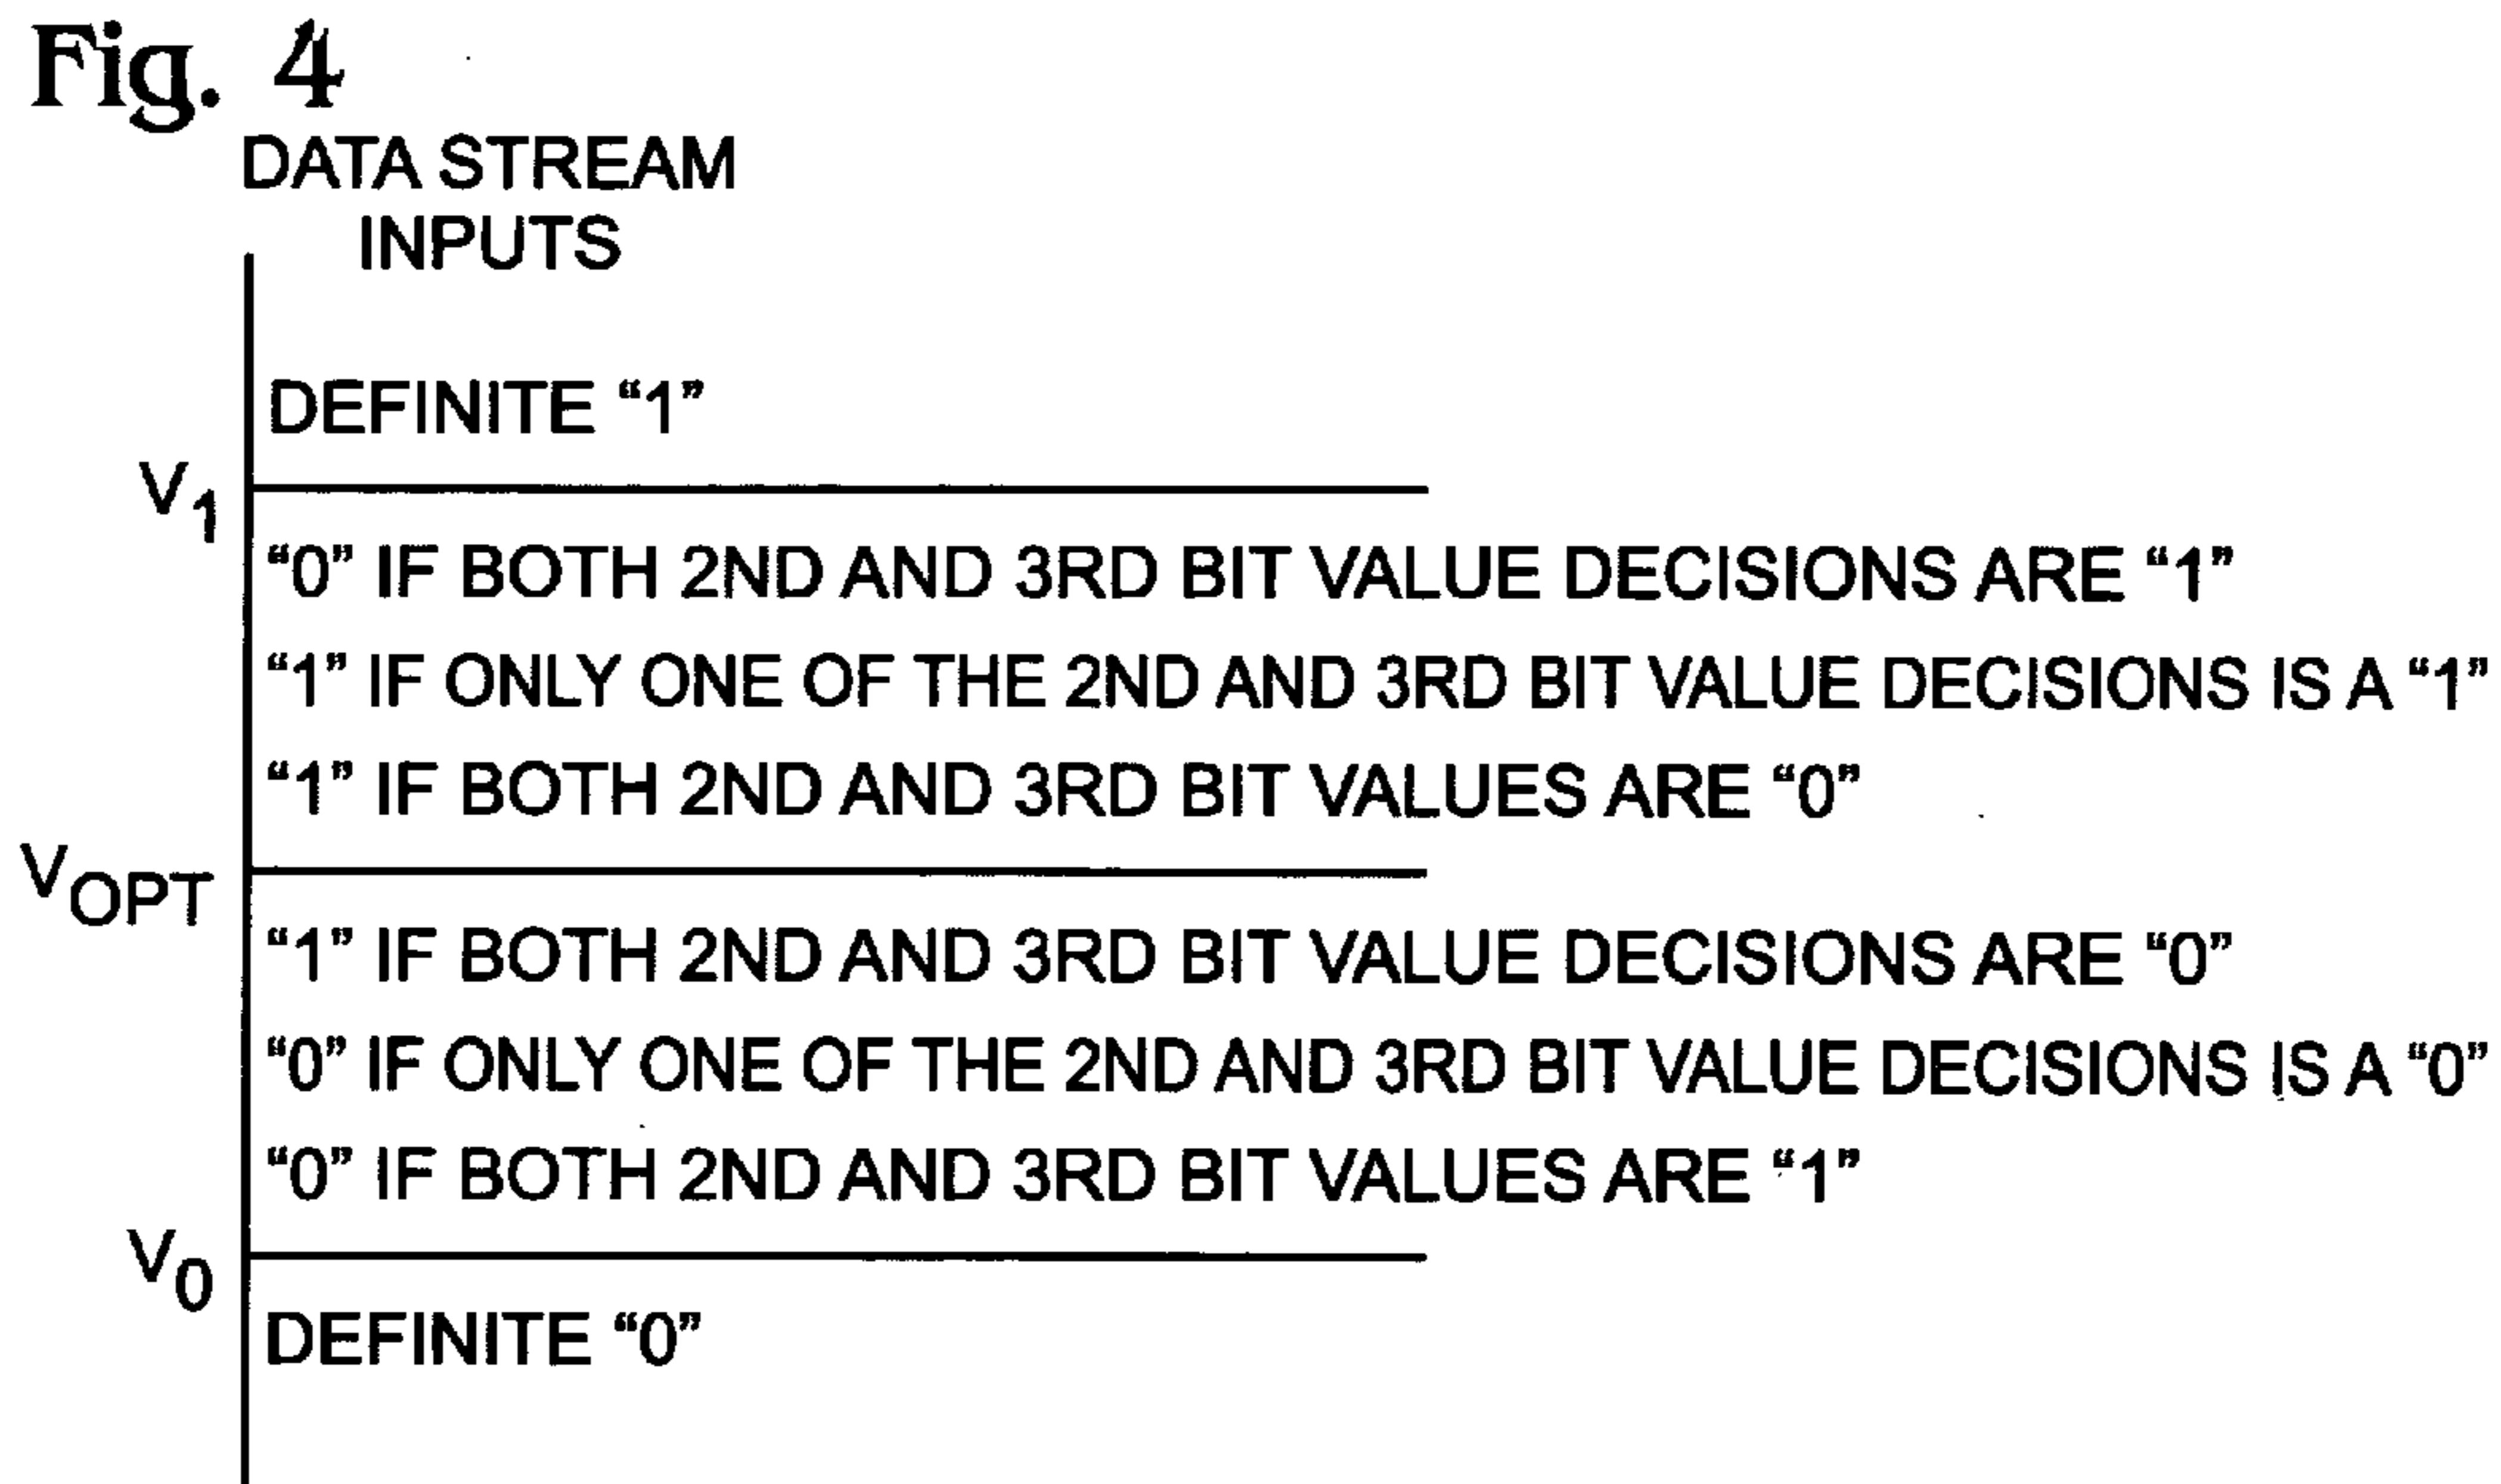 Fig. 4
DATA STREAM
INPUTS
DEFINITE “1”
V1
“0” IF BOTH 2ND AND 3RD BIT VALUE DECISIONS ARE “1”
“1” IF ONLY ONE OF THE 2ND AND 3RD BIT VALUE DECISIONS IS A “1”
“1” IF BOTH 2ND AND 3RD BIT VALUES ARE “0”
VOPT
“1” IF BOTH 2ND AND 3RD BIT VALUE DECISIONS ARE “0”
“0” IF ONLY ONE OF THE 2ND AND 3RD BIT VALUE DECISIONS IS A “0”
“0” IF BOTH 2ND AND 3RD BIT VALUES ARE “1”
V0
DEFINITE “0”